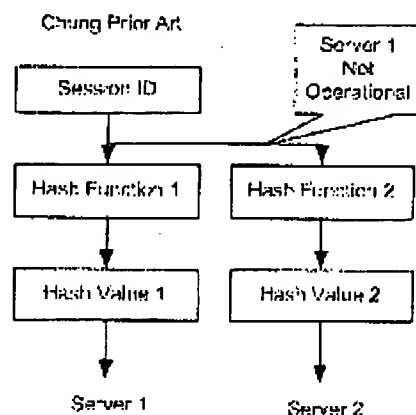 Chung Prior Art
Server 1
Not
Operational
Session ID
Hash Function 1
Hash Function 2
Hash Value 1
Hash Value 2
Server 1
Server 2